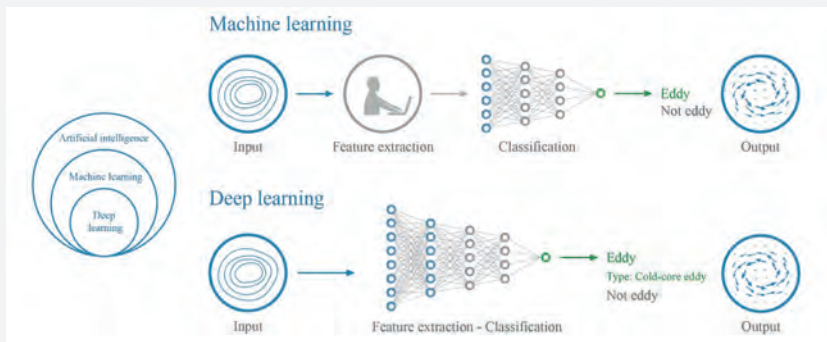 Machine learning
Eddy
Not eddy
Input
Feature extraction
Classification
Output
Artificial intelligence
Machine learning
Deep
learning
Deep learning
Eddy
Type: Cold-core eddy
Not eddy
Input
Feature extraction - Classification
Output